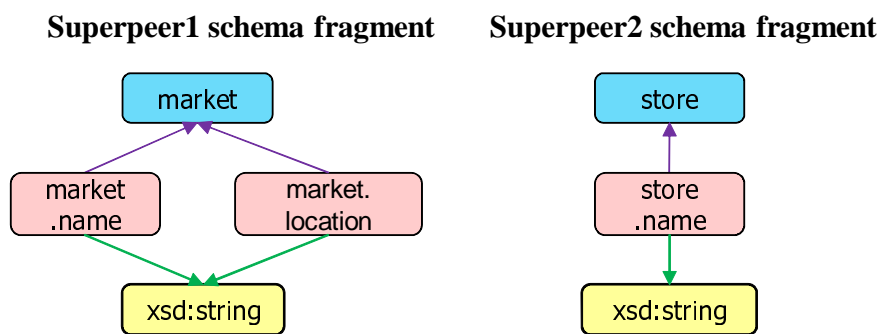 Superpeer1 schema fragment
Superpeer2 schema fragment
market
store
market
.name
market.
location
store
.name
xsd:string
xsd:string